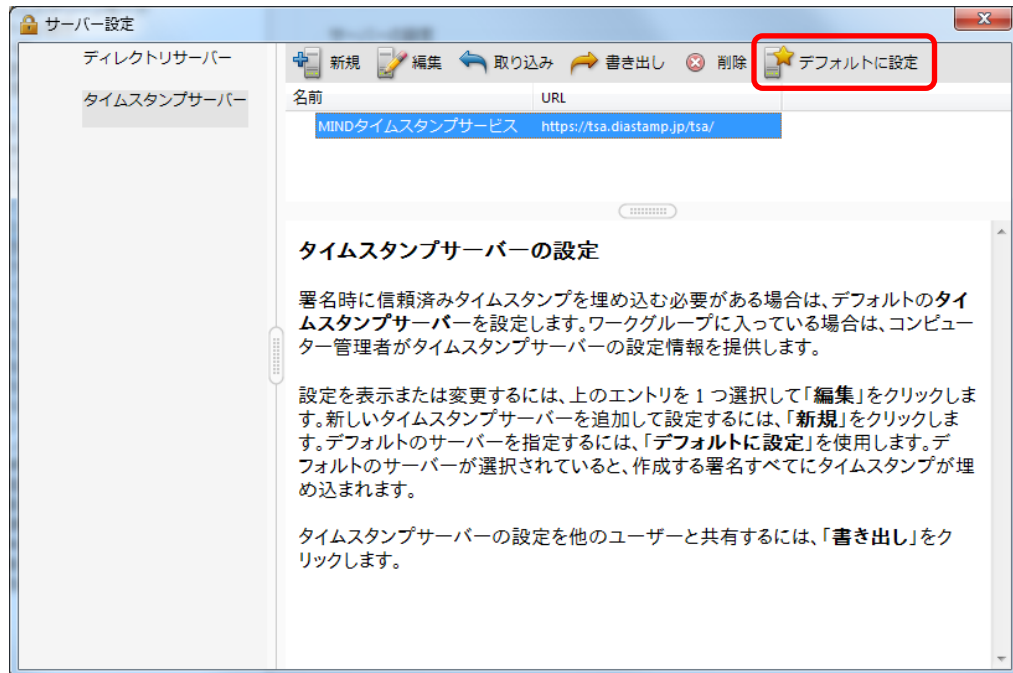 サーバー設定
ディレクトリサーバー
タイムスタンプサーバー
新規 編集 取り込み 書き出し 削除 デフォルトに設定
名前 URL
MINDタイムスタンプサービス https://tsa.diastamp.jp/tsa/
タイムスタンプサーバーの設定
署名時に信頼済みタイムスタンプを埋め込む必要がある場合は、デフォルトのタイ
ムスタンプサーバーを設定します。ワークグループに入っている場合は、コンピュー
ター管理者がタイムスタンプサーバーの設定情報を提供します。
設定を表示または変更するには、上のエントリを 1 つ選択して「編集」をクリックしま
す。新しいタイムスタンプサーバーを追加して設定するには、「新規」をクリックしま
す。デフォルトのサーバーを指定するには、「デフォルトに設定」を使用します。デ
フォルトのサーバーが選択されていると、作成する署名すべてにタイムスタンプが埋
め込まれます。
タイムスタンプサーバーの設定を他のユーザーと共有するには、「書き出し」をク
リックします。